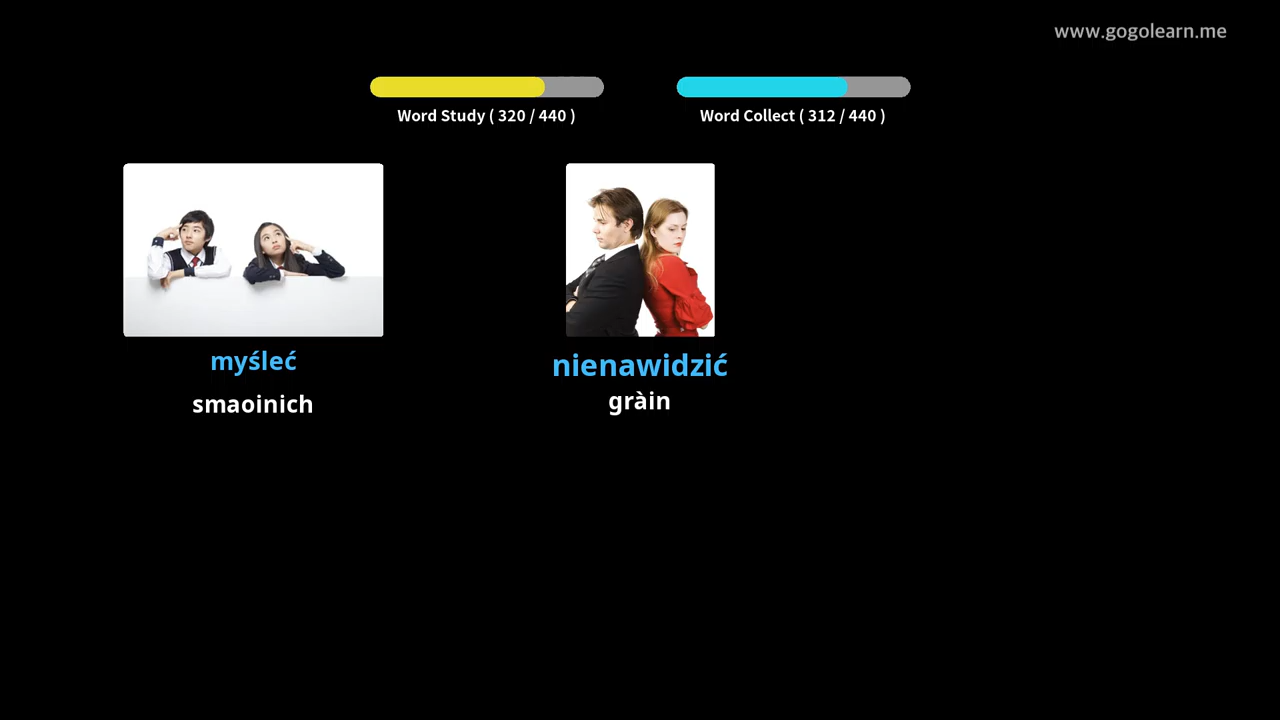 www.gogolearn.me
Word Study ( 320 / 440 )
Word Collect ( 312 / 440 )
myśleć
smaoinich
nienawidzić
gràin